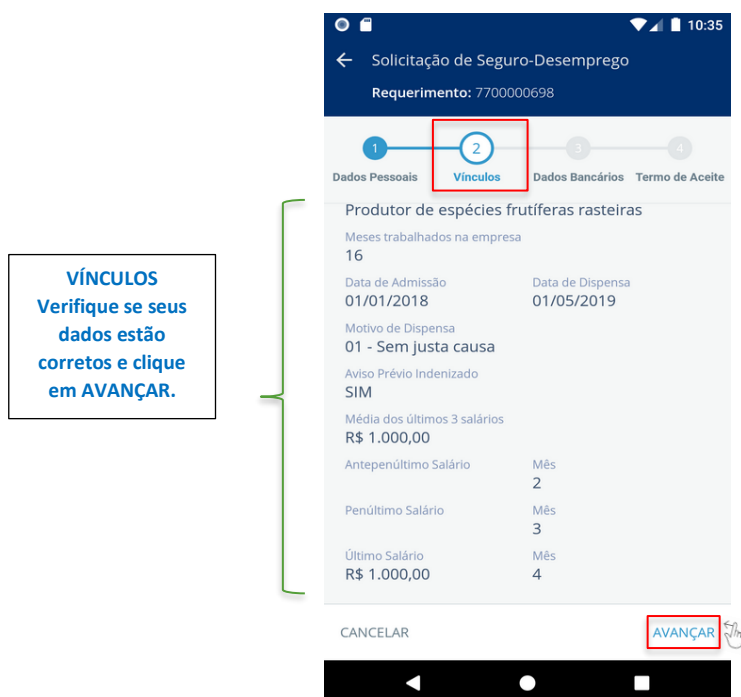 10:35
Solicitação de Seguro-Desemprego
Requerimento: 7700000698
1
2
3
4
Dados Pessoais
Vínculos
Dados Bancários
Termo de Aceite
VÍNCULOS
Verifique se seus
dados estão
corretos e clique
em AVANÇAR.
Produtor de espécies frutíferas rasteiras
Meses trabalhados na empresa
16
Data de Admissão
Data de Dispensa
01/01/2018
01/05/2019
Motivo de Dispensa
01 - Sem justa causa
Aviso Prévio Indenizado
SIM
Média dos últimos 3 salários
R$ 1.000,00
Antepenúltimo Salário
Mês
2
Penúltimo Salário
Mês
3
Último Salário
Mês
R$ 1.000,00
4
CANCELAR
AVANÇAR